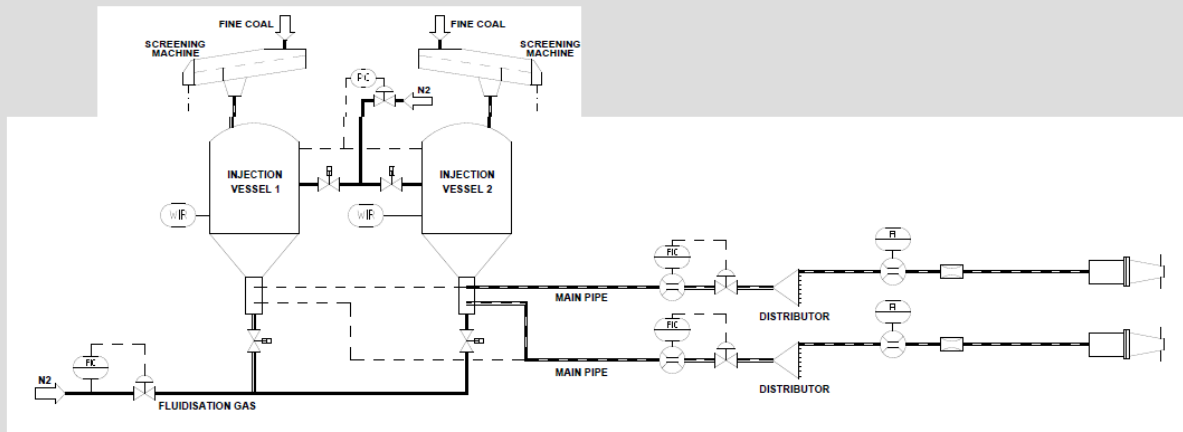 FINE COAL
FINE COAL
SCREENING
MACHINE
SCREENING
MACHINE
PC
N2
INJECTION
VESSEL 1
INJECTION
VESSEL 2
WIR
WIR
FIC
FI
MAIN PIPE
DISTRIBUTOR
FIC
FI
FIC
MAIN PIPE
DISTRIBUTOR
N2
FLUIDISATION GAS